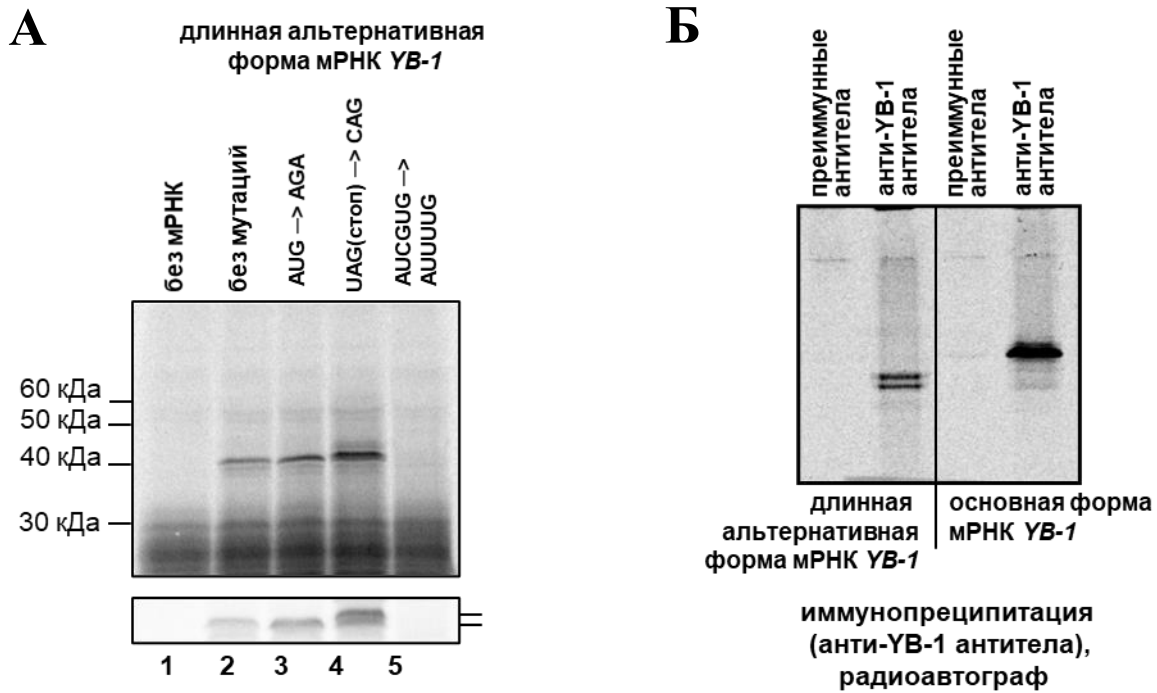 А
длинная альтернативная
форма мРНК YB-1
без мРНК
без мутаций
AUG —> AGA
UAG(стоп) —> CAG
AUCGUG —>
AUUUUG
60 кДа
50 кДа
40 кДа
30 кДа
1 2 3 4 5
Б
преиммунные
антитела
анти-YB-1
антитела
преиммунные
антитела
анти-YB-1
антитела
длинная
альтернативная
форма мРНК YB-1
основная форма
мРНК YB-1
иммунопреципитация
(анти-YB-1 антитела),
радиоавтограф